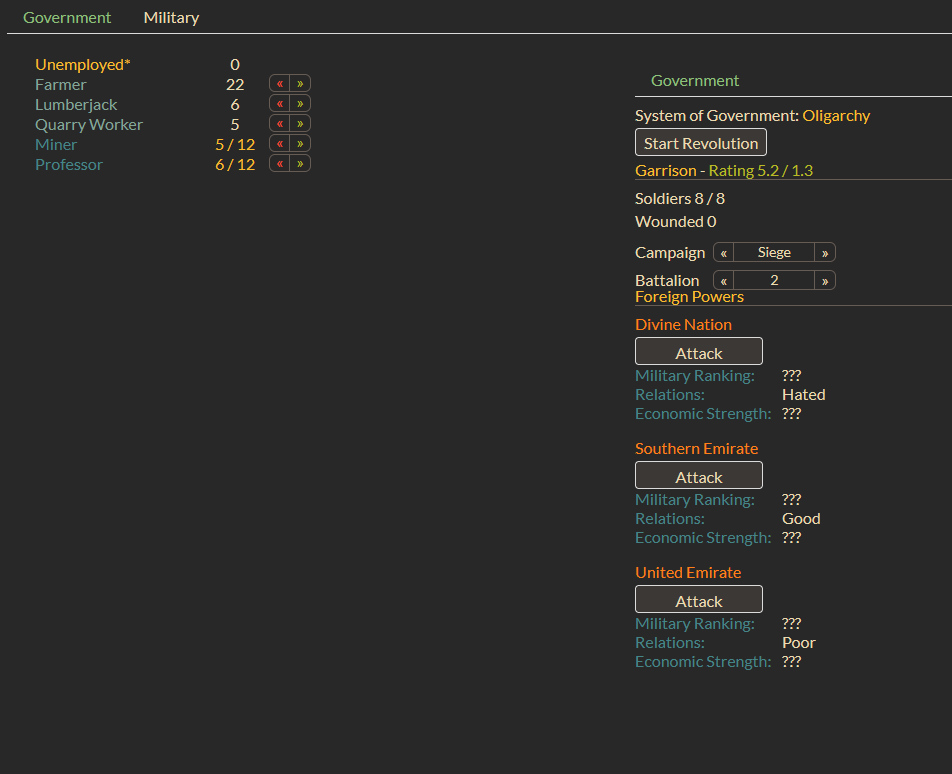 Government Military
Unemployed* 0
Farmer 22 « »
Lumberjack 6 « »
Quarry Worker 5 « »
Miner 5 / 12 « »
Professor 6 / 12 « »
Government
System of Government: Oligarchy
Start Revolution
Garrison - Rating 5.2 / 1.3
Soldiers 8 / 8
Wounded 0
Campaign « Siege »
Battalion « 2 »
Foreign Powers
Divine Nation
Attack
Military Ranking: ???
Relations: Hated
Economic Strength: ???
Southern Emirate
Attack
Military Ranking: ???
Relations: Good
Economic Strength: ???
United Emirate
Attack
Military Ranking: ???
Relations: Poor
Economic Strength: ???